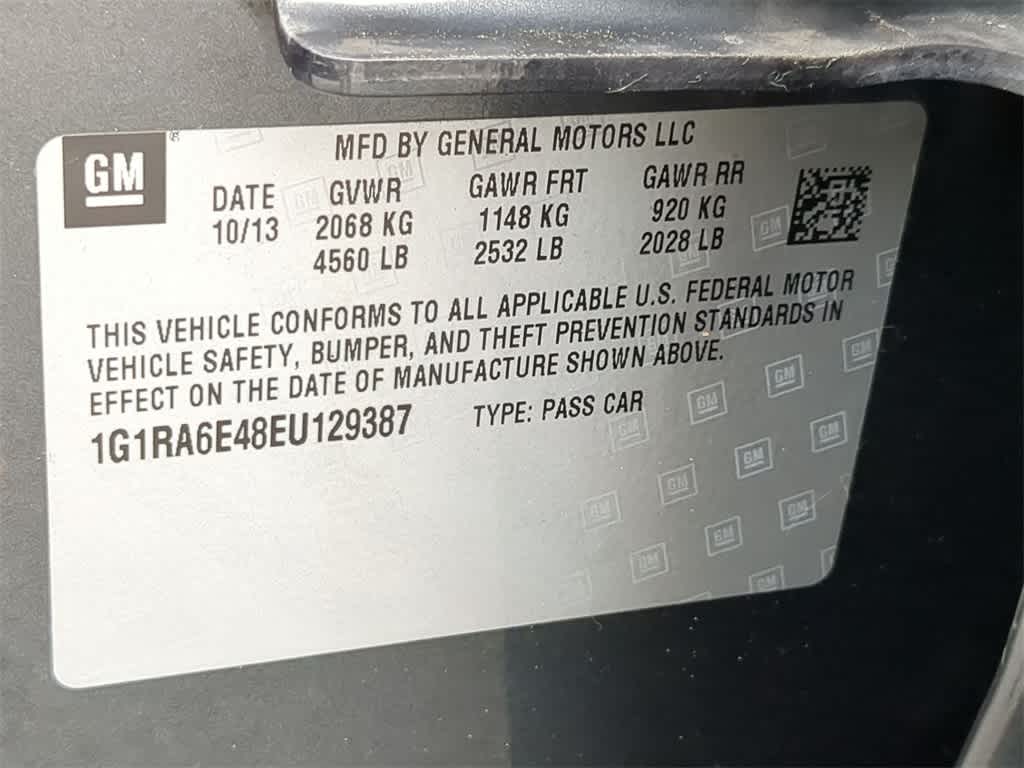 GM
MFD BY GENERAL MOTORS LLC
DATE GVWR GAWR FRT GAWR RR
10/13 2068 KG 1148 KG 920 KG
4560 LB 2532 LB 2028 LB
THIS VEHICLE CONFORMS TO ALL APPLICABLE U.S. FEDERAL MOTOR
VEHICLE SAFETY, BUMPER, AND THEFT PREVENTION STANDARDS IN
EFFECT ON THE DATE OF MANUFACTURE SHOWN ABOVE.
1G1RA6E48EU129387 TYPE: PASS CAR